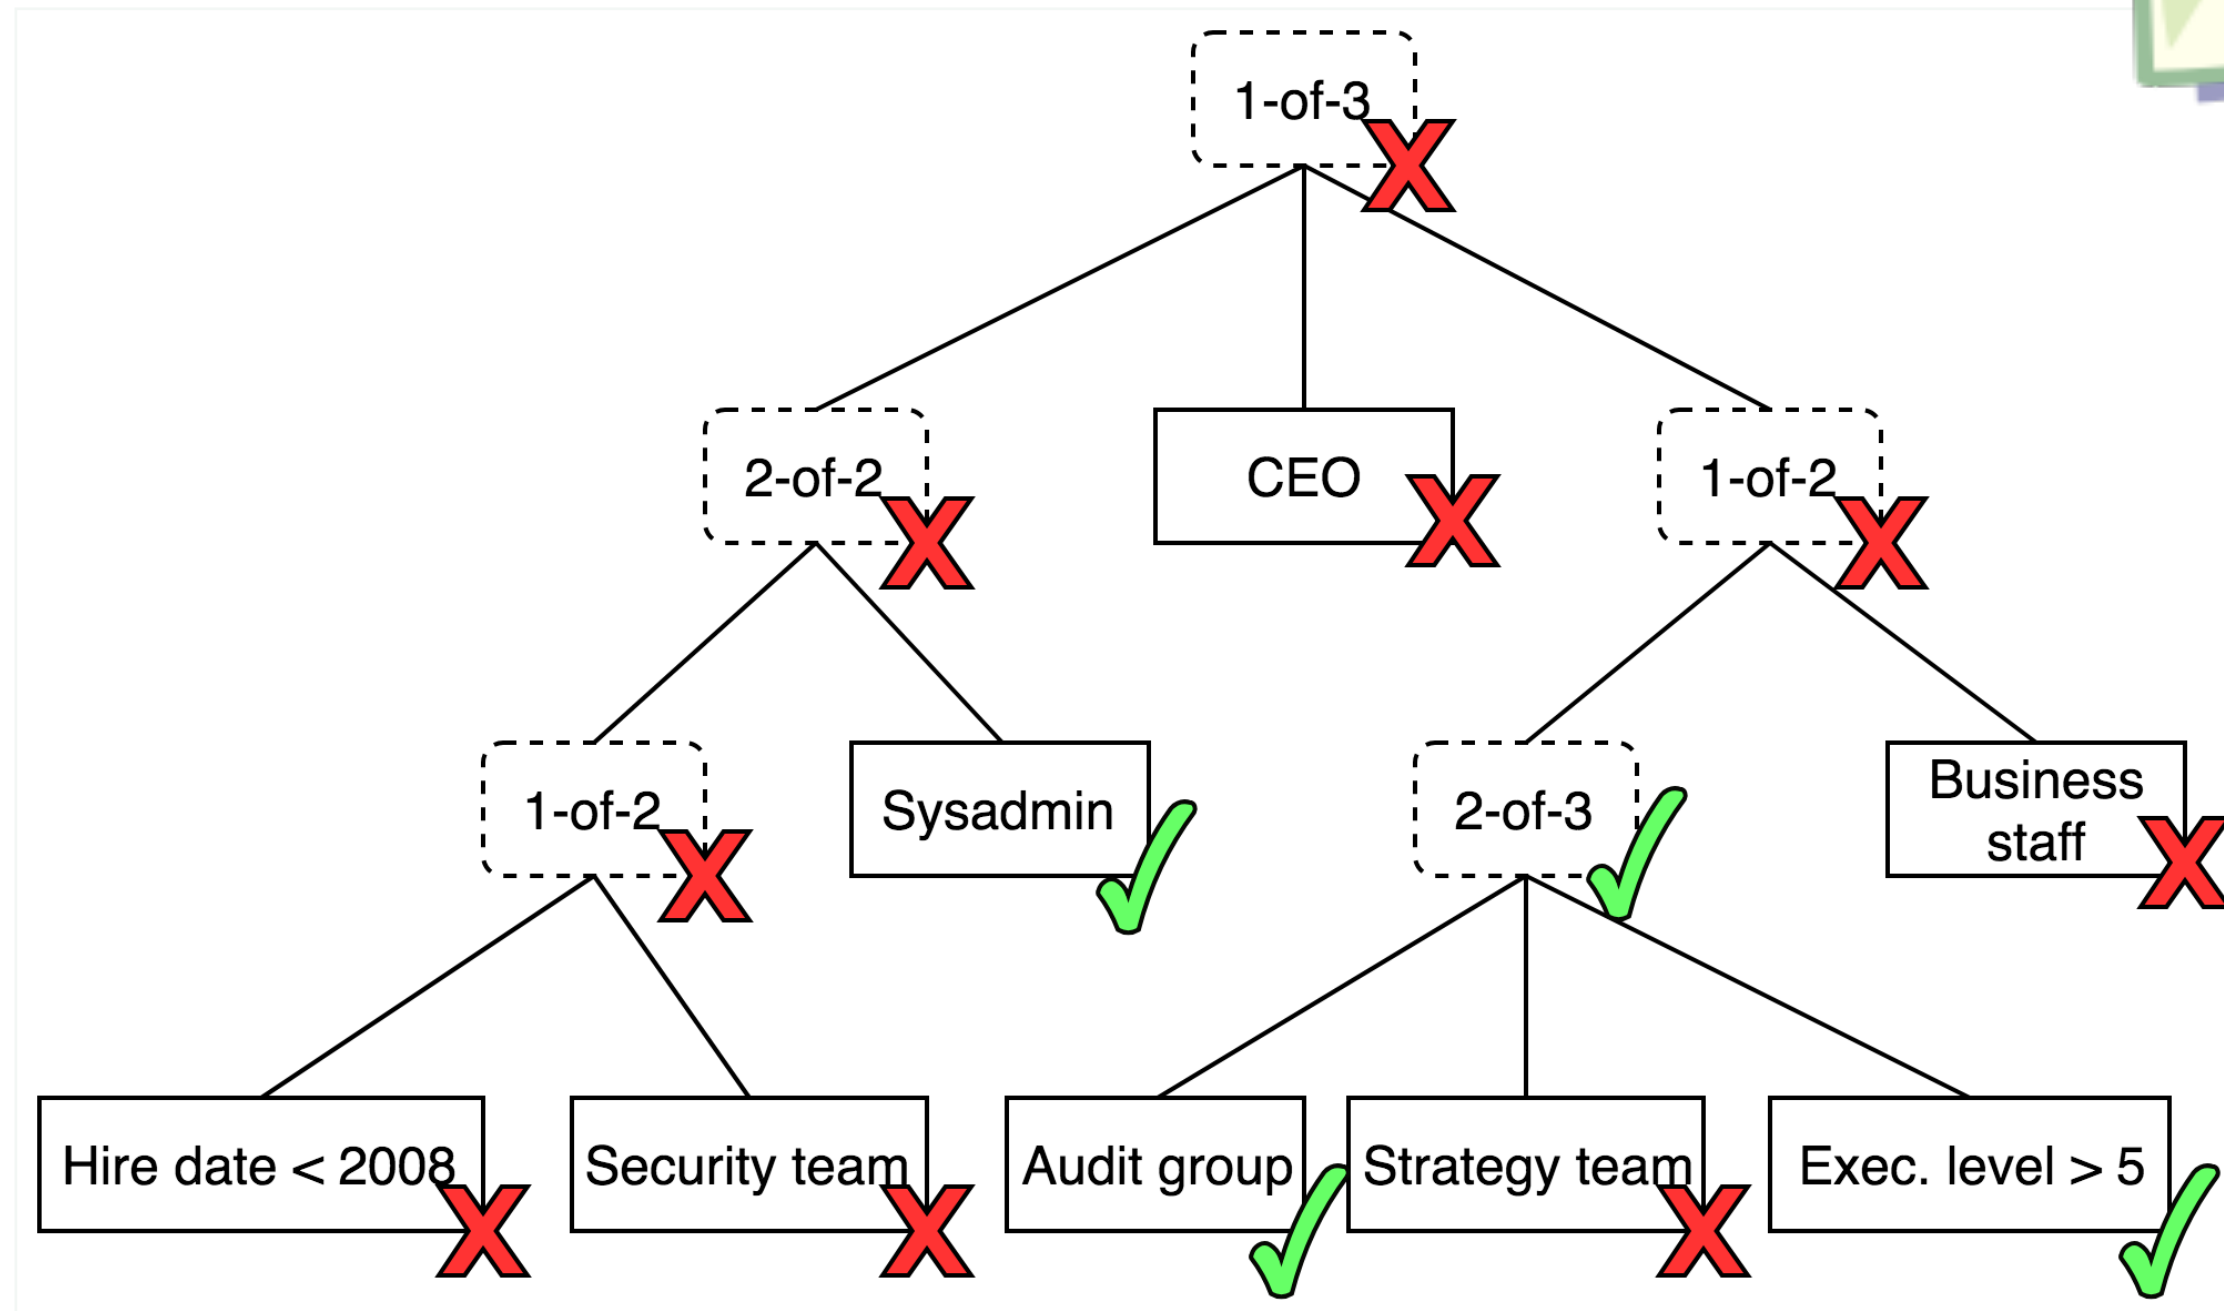 1-of-3
2-of-2
CEO
1-of-2
1-of-2
Sysadmin
2-of-3
Business
staff
Hire date < 2008
Security team
Audit group
Strategy team
Exec. level > 5